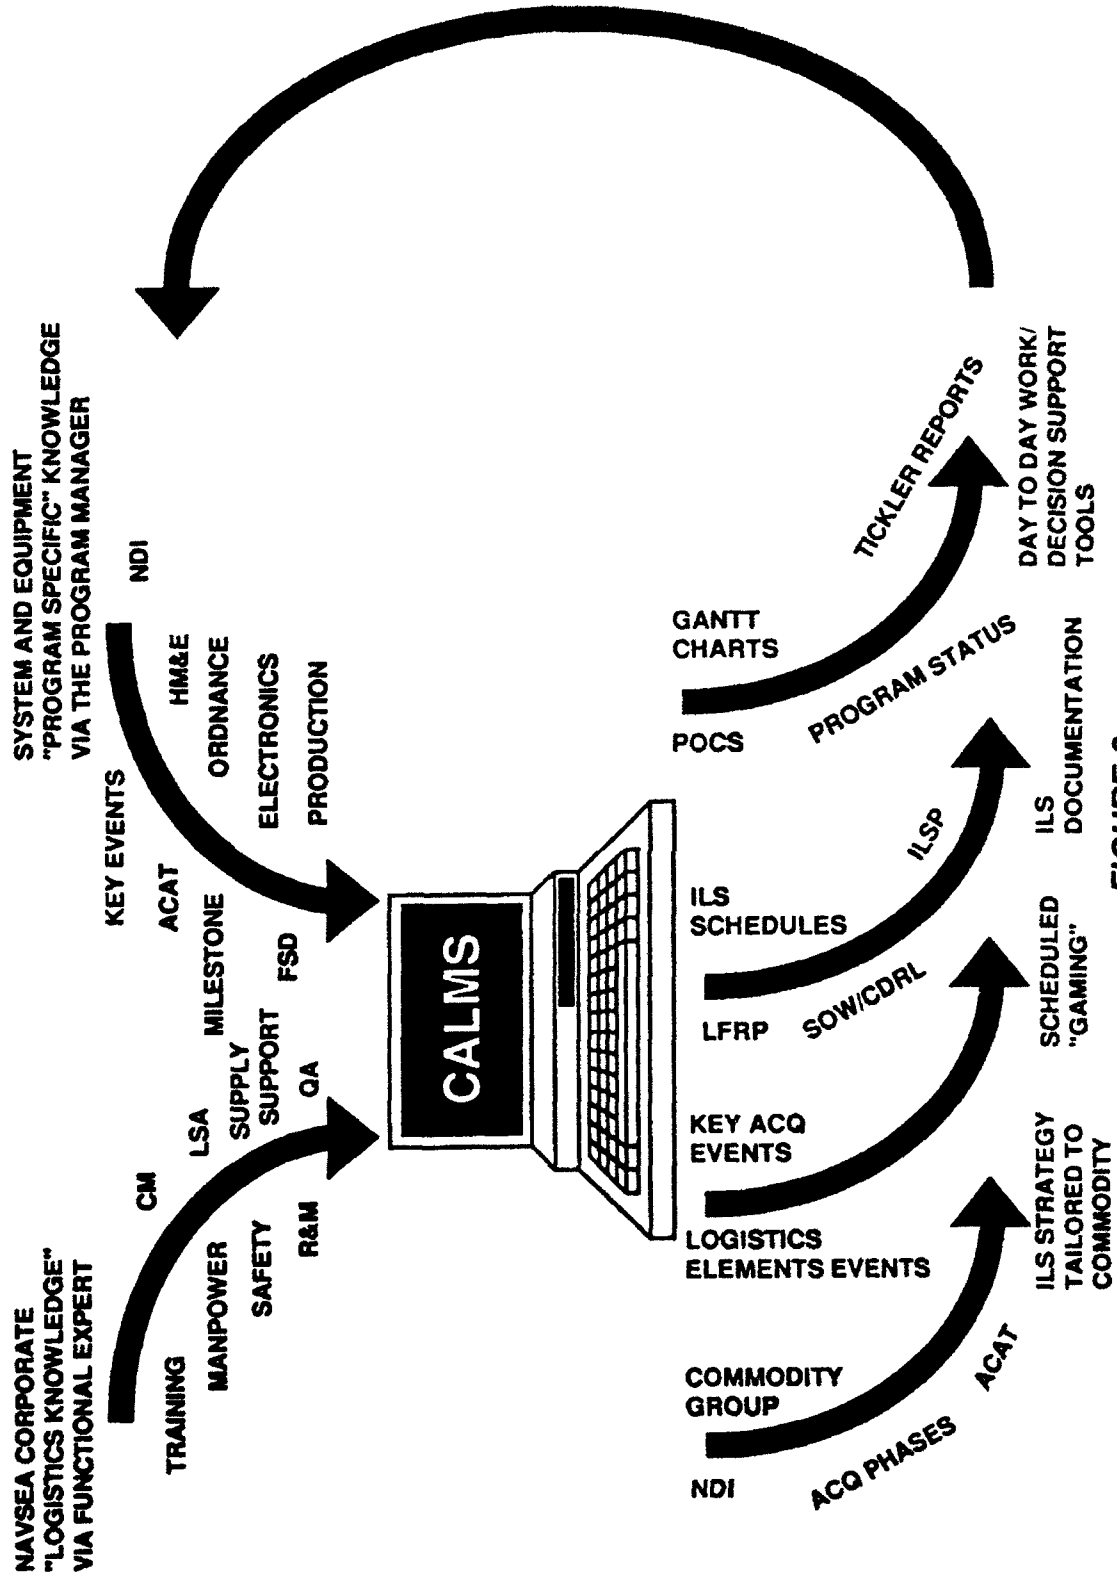 NAVSEA CORPORATE
"LOGISTICS KNOWLEDGE"
VIA FUNCTIONAL EXPERT
SYSTEM AND EQUIPMENT
"PROGRAM SPECIFIC" KNOWLEDGE
VIA THE PROGRAM MANAGER
TRAINING
CM
MANPOWER
LSA
SAFETY
SUPPLY
SUPPORT
R&M
QA
KEY EVENTS
NDI
ACAT
HM&E
MILESTONE
ORDNANCE
FSD
ELECTRONICS
PRODUCTION
CALMS
NDI
COMMODITY
GROUP
ACQ PHASES
ACAT
ILS STRATEGY
TAILORED TO
COMMODITY
LOGISTICS
ELEMENTS EVENTS
KEY ACQ
EVENTS
SCHEDULED
"GAMING"
LFRP
ILS
SCHEDULES
SOW/CDRL
ILSP
ILS
DOCUMENTATION
POCS
GANTT
CHARTS
PROGRAM STATUS
TICKLER REPORTS
DAY TO DAY WORK/
DECISION SUPPORT
TOOLS